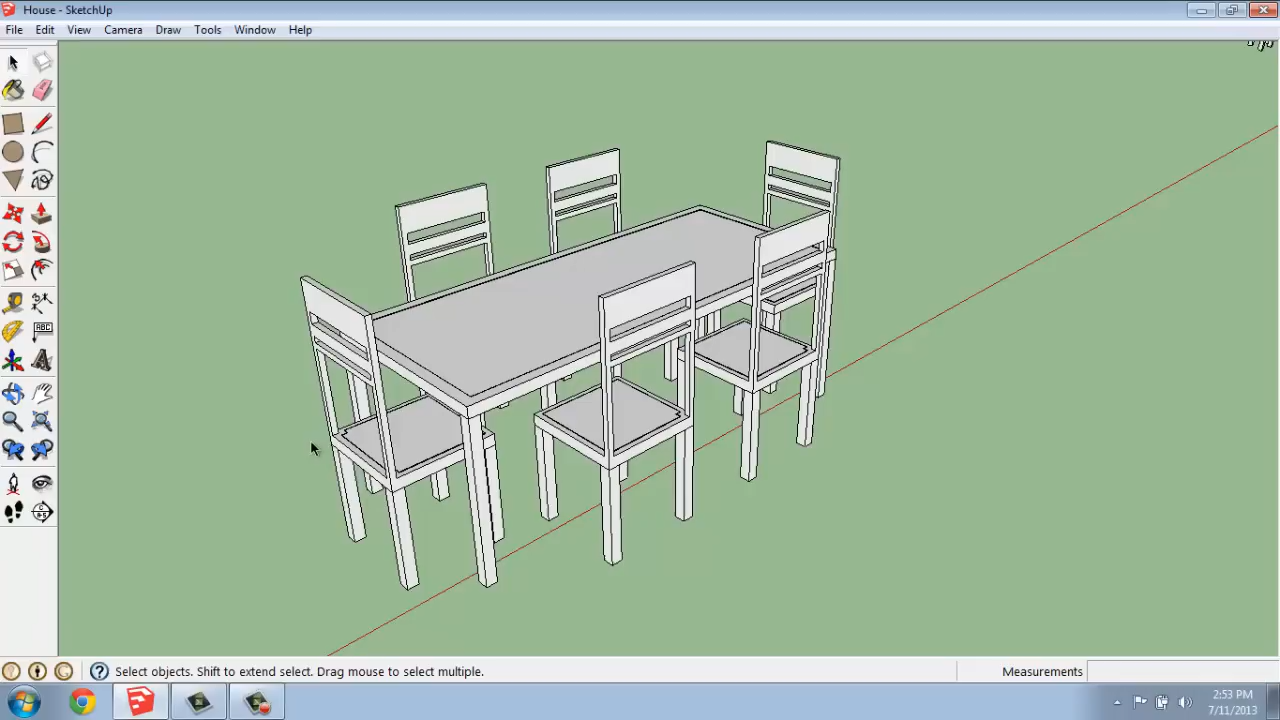 House - SketchUp
File Edit View Camera Draw Tools Window Help
ABC
Select objects. Shift to extend select. Drag mouse to select multiple. Measurements
2:53 PM
7/11/2013